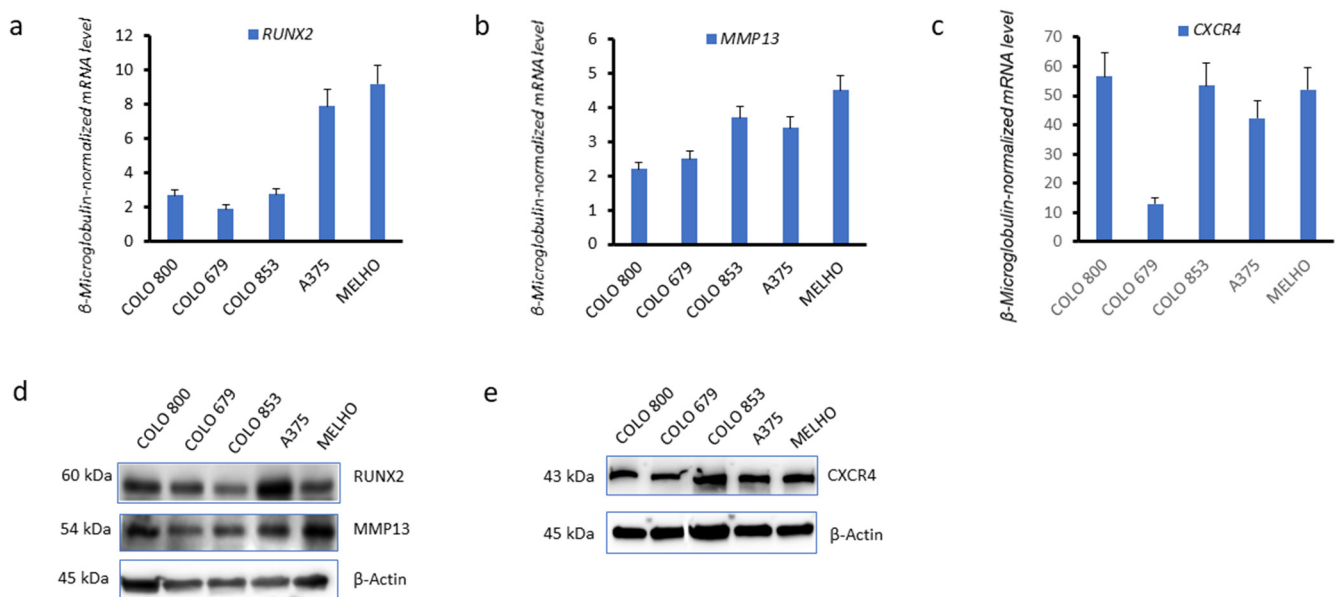 a
RUNX2
β-Microglobulin-normalized mRNA level
12
10
8
6
4
2
0
COLO 800
COLO 679
COLO 853
A375
MELHO
b
MMP13
β-Microglobulin-normalized mRNA level
6
5
4
3
2
1
0
COLO 800
COLO 679
COLO 853
A375
MELHO
c
CXCR4
β-Microglobulin-normalized mRNA level
70
60
50
40
30
20
10
0
COLO 800
COLO 679
COLO 853
A375
MELHO
d
COLO 800
COLO 679
COLO 853
A375
MELHO
60 kDa RUNX2
54 kDa MMP13
45 kDa β-Actin
e
COLO 800
COLO 679
COLO 853
A375
MELHO
43 kDa CXCR4
45 kDa β-Actin